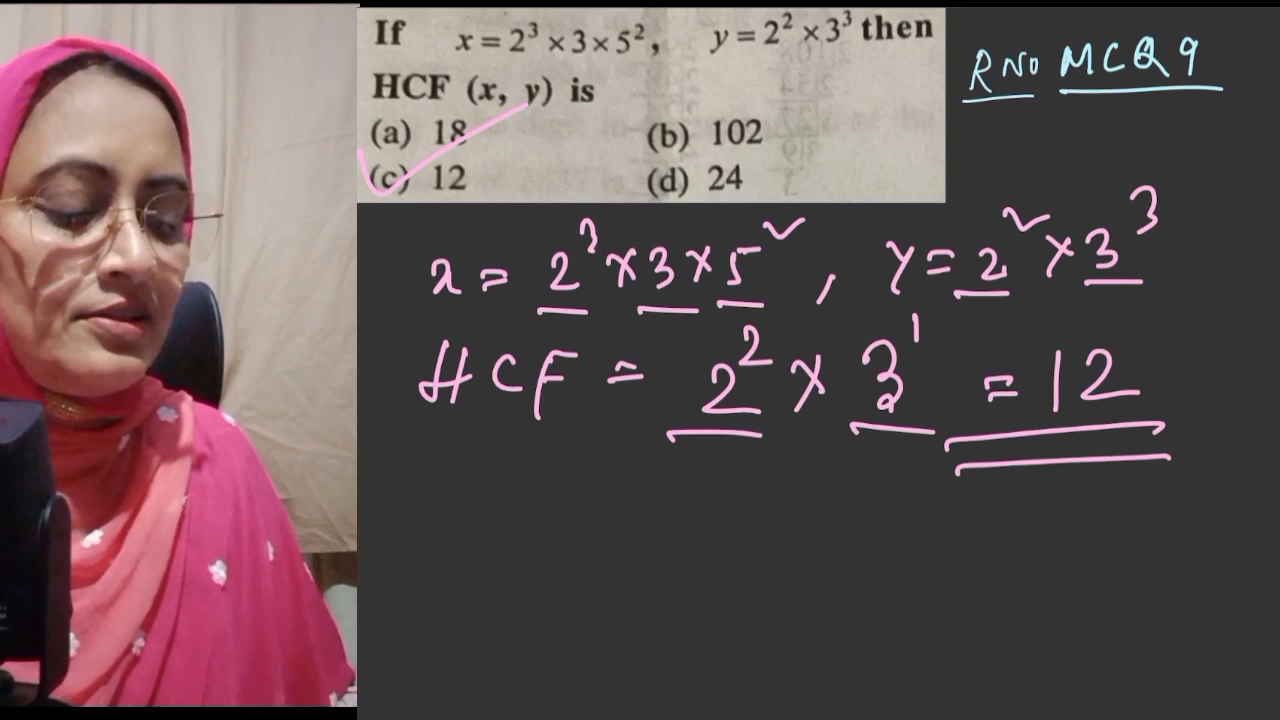 If x = 2³ × 3 × 5², y = 2² × 3³ then
HCF (x, y) is
(a) 18 (b) 102
(c) 12 (d) 24
R No MCQ 9
x = 2³ × 3 × 5², y = 2² × 3³
HCF = 2² × 3¹ = 12